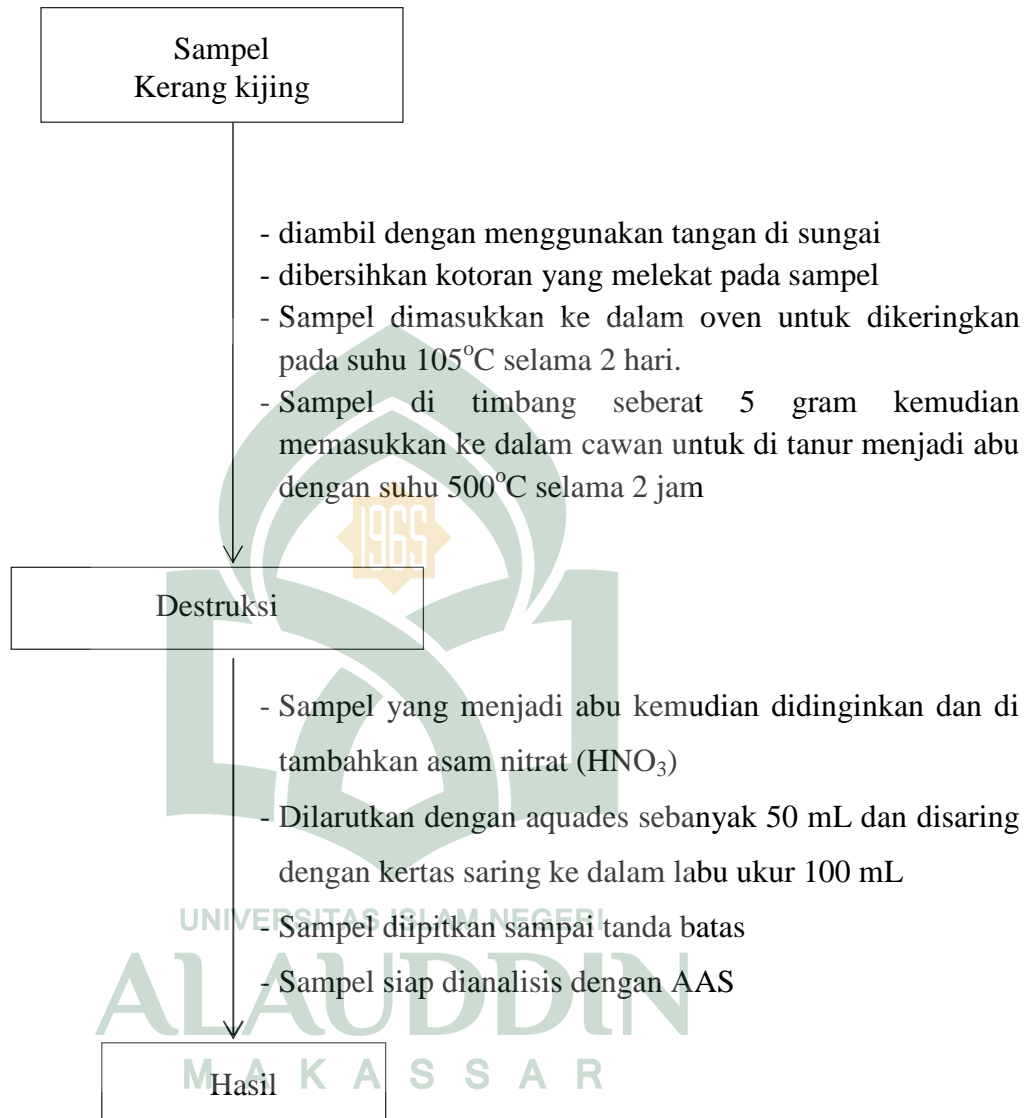 Sampel
Kerang kijing
- diambil dengan menggunakan tangan di sungai
- dibersihkan kotoran yang melekat pada sampel
- Sampel dimasukkan ke dalam oven untuk dikeringkan
pada suhu 105°C selama 2 hari.
- Sampel di timbang seberat 5 gram kemudian
memasukkan ke dalam cawan untuk di tanur menjadi abu
dengan suhu 500°C selama 2 jam
1965
Destruksi
- Sampel yang menjadi abu kemudian didinginkan dan di
tambahkan asam nitrat (HNO₃)
- Dilarutkan dengan aquades sebanyak 50 mL dan disaring
dengan kertas saring ke dalam labu ukur 100 mL
UNIVERSITAS ISLAM NEGERI
- Sampel diipitkan sampai tanda batas
ALAUDDIN
- Sampel siap dianalisis dengan AAS
MAKASSAR
Hasil